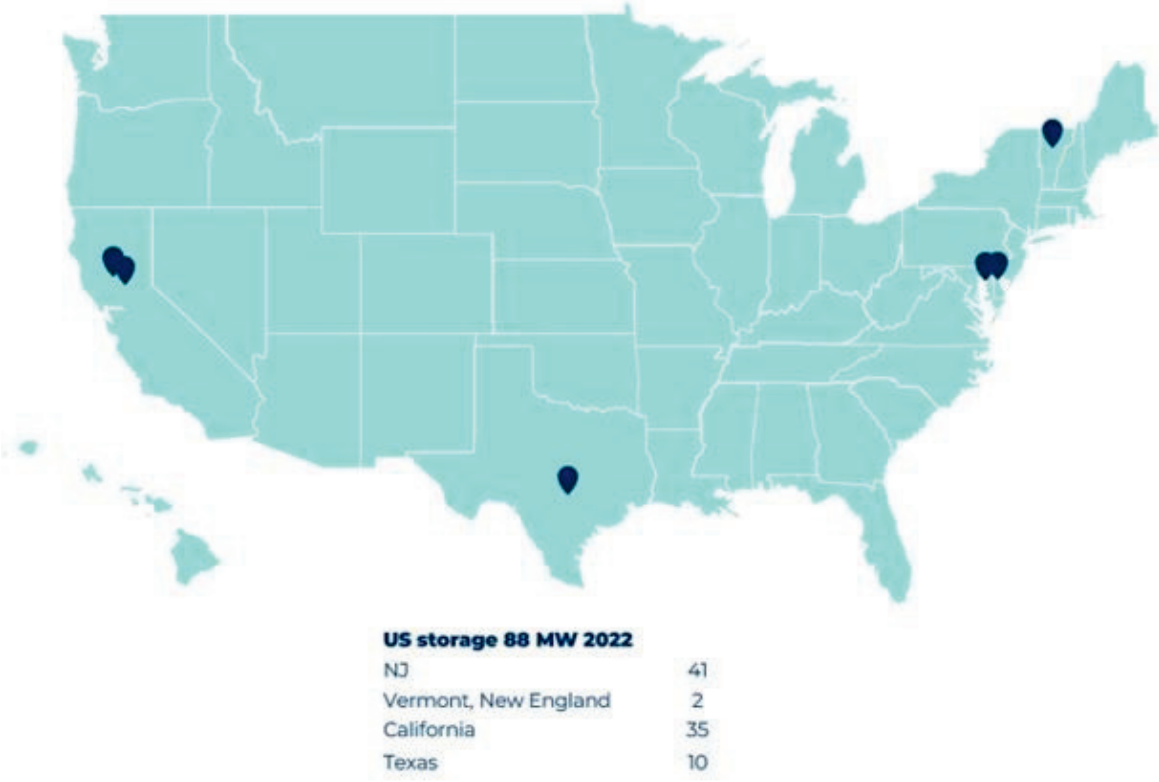 US storage 88 MW 2022
NJ 41
Vermont, New England 2
California 35
Texas 10